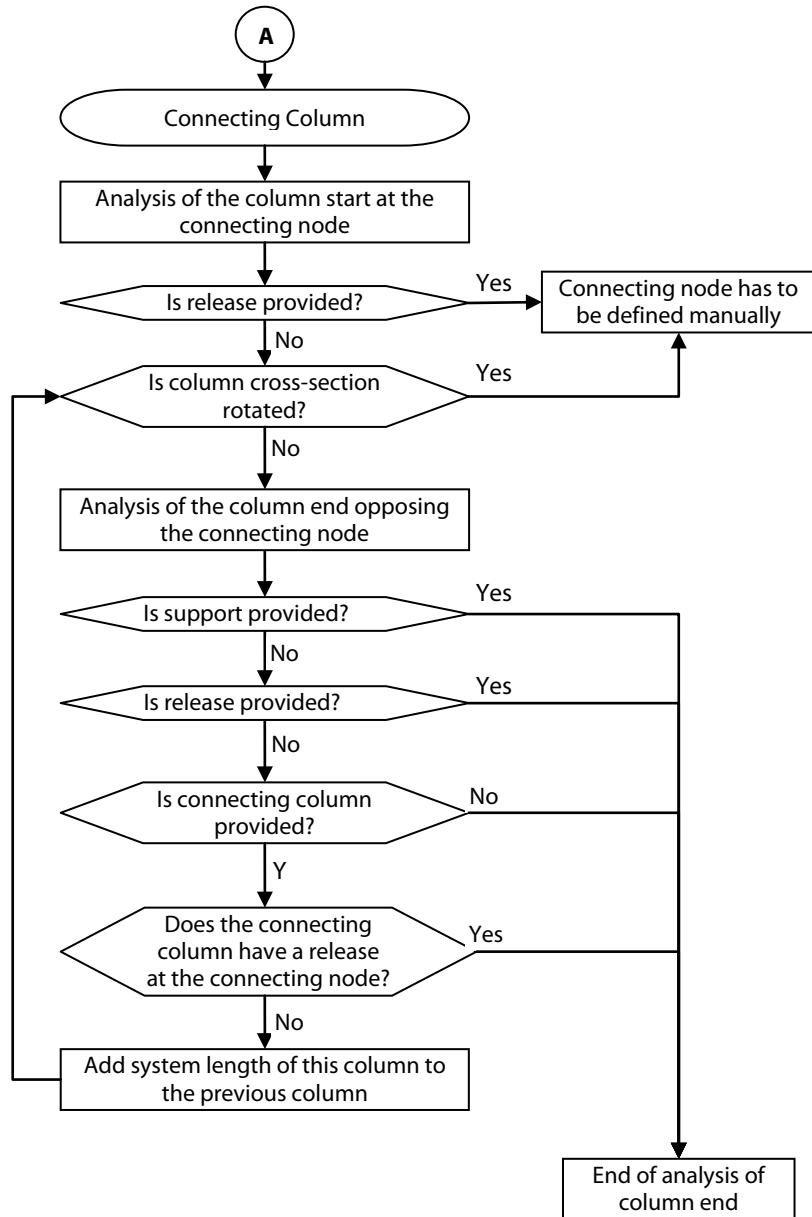 A
Connecting Column
Analysis of the column start at the
connecting node
Is release provided?
Yes
Connecting node has to
be defined manually
No
Is column cross-section
rotated?
Yes
No
Analysis of the column end opposing
the connecting node
Is support provided?
Yes
No
Is release provided?
Yes
No
Is connecting column
provided?
No
Y
Does the connecting
column have a release
at the connecting node?
Yes
No
Add system length of this column to
the previous column
End of analysis of
column end